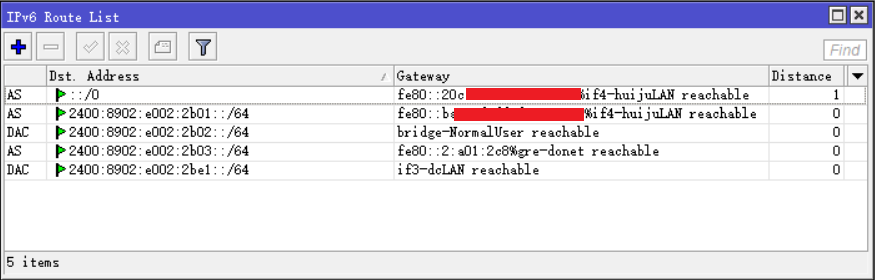 IPv6 Route List
Find
Dst. Address / Gateway Distance
AS ::/0 fe80::20c %if4-huijuLAN reachable 1
AS 2400:8902:e002:2b01::/64 fe80::be %if4-huijuLAN reachable 0
DAC 2400:8902:e002:2b02::/64 bridge-NormalUser reachable 0
AS 2400:8902:e002:2b03::/64 fe80::2:a01:2c8%gre-donet reachable 0
DAC 2400:8902:e002:2be1::/64 if3-dcLAN reachable 0
5 items